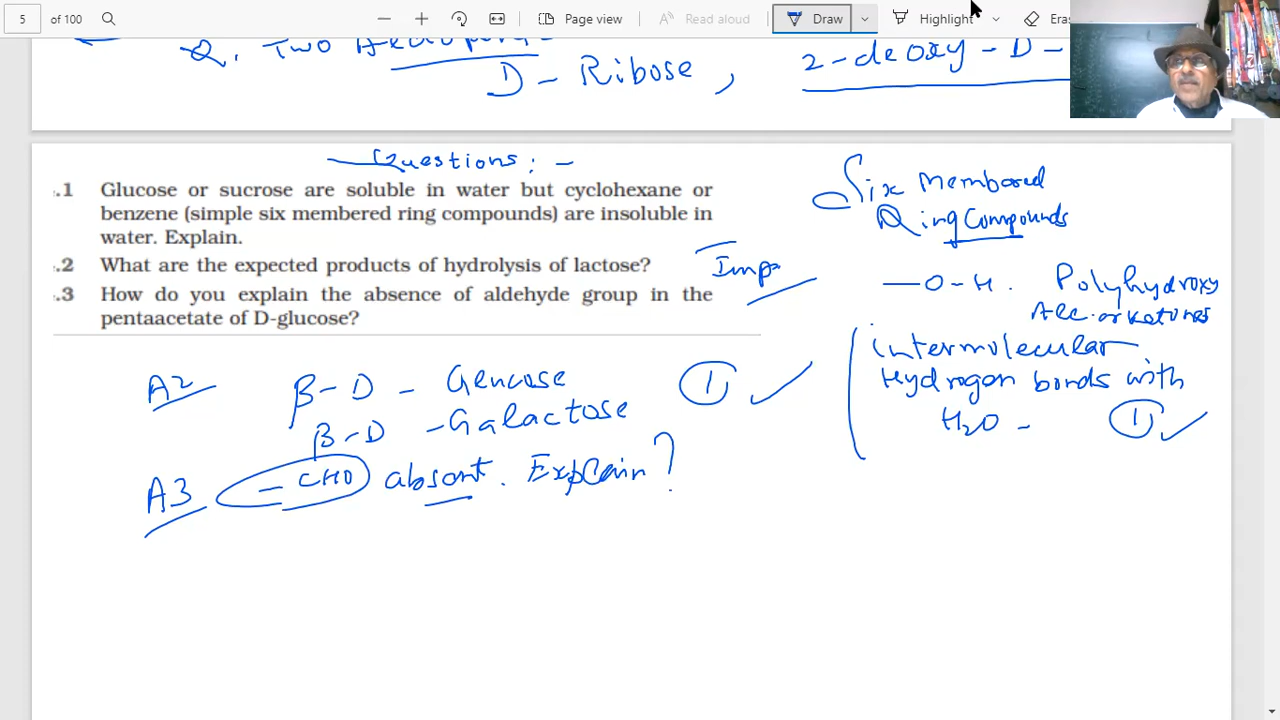 5 of 100 Page view Read aloud Draw Highlight Eras
Q. Two
D - Ribose , 2-deoxy-D-
Questions : -
.1 Glucose or sucrose are soluble in water but cyclohexane or
benzene (simple six membered ring compounds) are insoluble in
water. Explain.
.2 What are the expected products of hydrolysis of lactose?
.3 How do you explain the absence of aldehyde group in the
pentaacetate of D-glucose?
Imp
Six Membered
Ring Compounds
—O-H. Polyhydroxy
or ketones
intermolecular
Hydrogen bonds with
H2O - 1
A2 β-D - Glucose 1
β-D - Galactose
A3 - CHO absent. Explain?